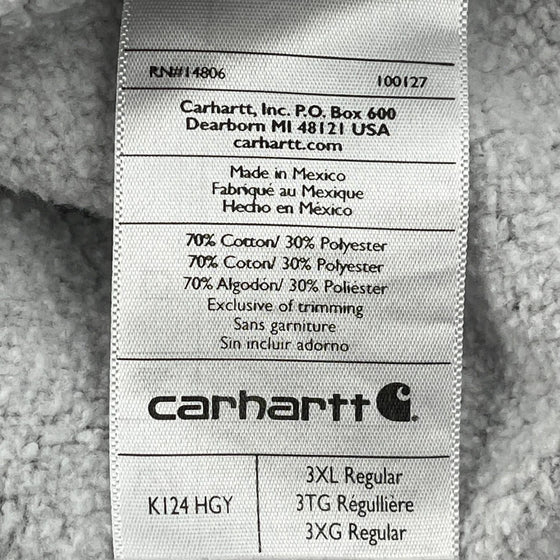 RN#14806 100127
Carhartt, Inc. P.O. Box 600
Dearborn MI 48121 USA
carhartt.com
Made in Mexico
Fabriqué au Mexique
Hecho en México
70% Cotton/ 30% Polyester
70% Coton/ 30% Polyester
70% Algodón/ 30% Poliéster
Exclusive of trimming
Sans garniture
Sin incluir adorno
carhartt
K124 HGY
3XL Regular
3TG Régullière
3XG Regular